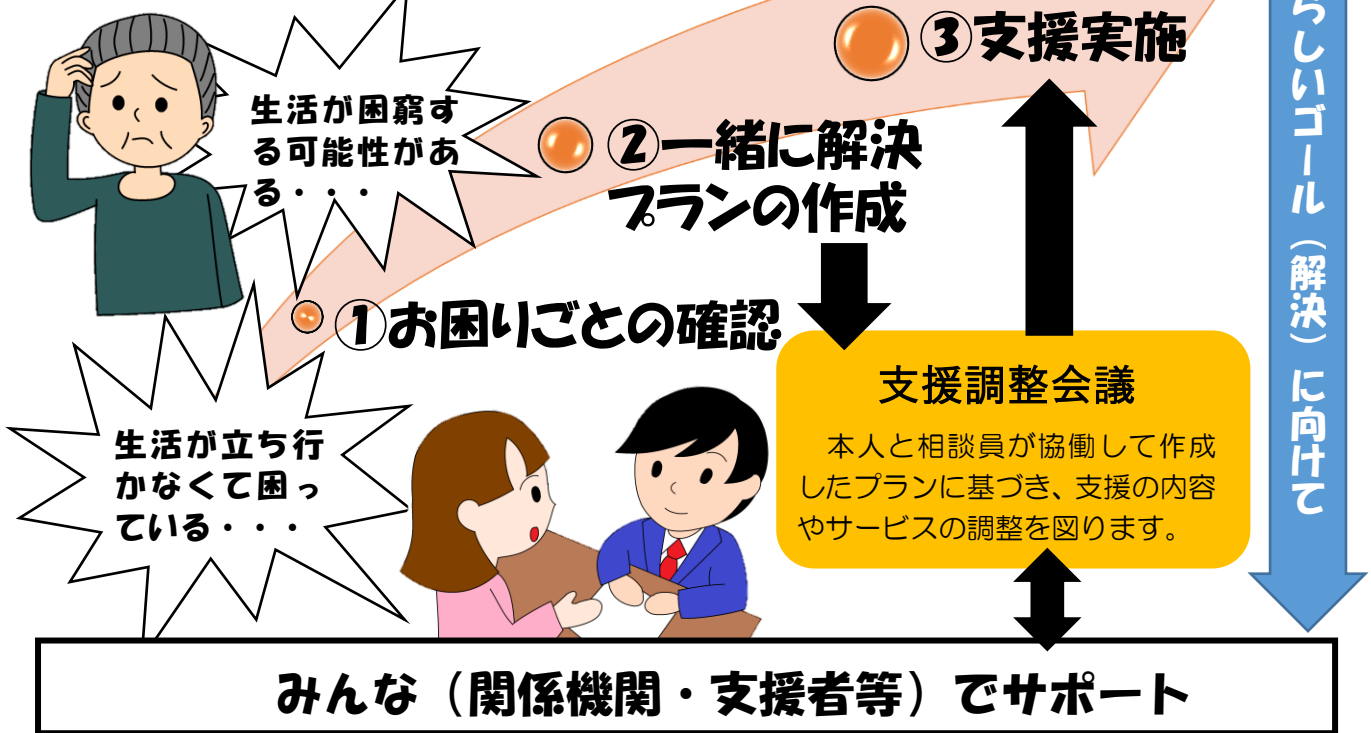 ③支援実施
生活が困窮す
る可能性があ
る・・・
②一緒に解決
プランの作成
①お困りごとの確認
生活が立ち行
かなくて困っ
ている・・・
支援調整会議
本人と相談員が協働して作成
したプランに基づき、支援の内容
やサービスの調整を図ります。
らしいゴール（解決）に向けて
みんな（関係機関・支援者等）でサポート